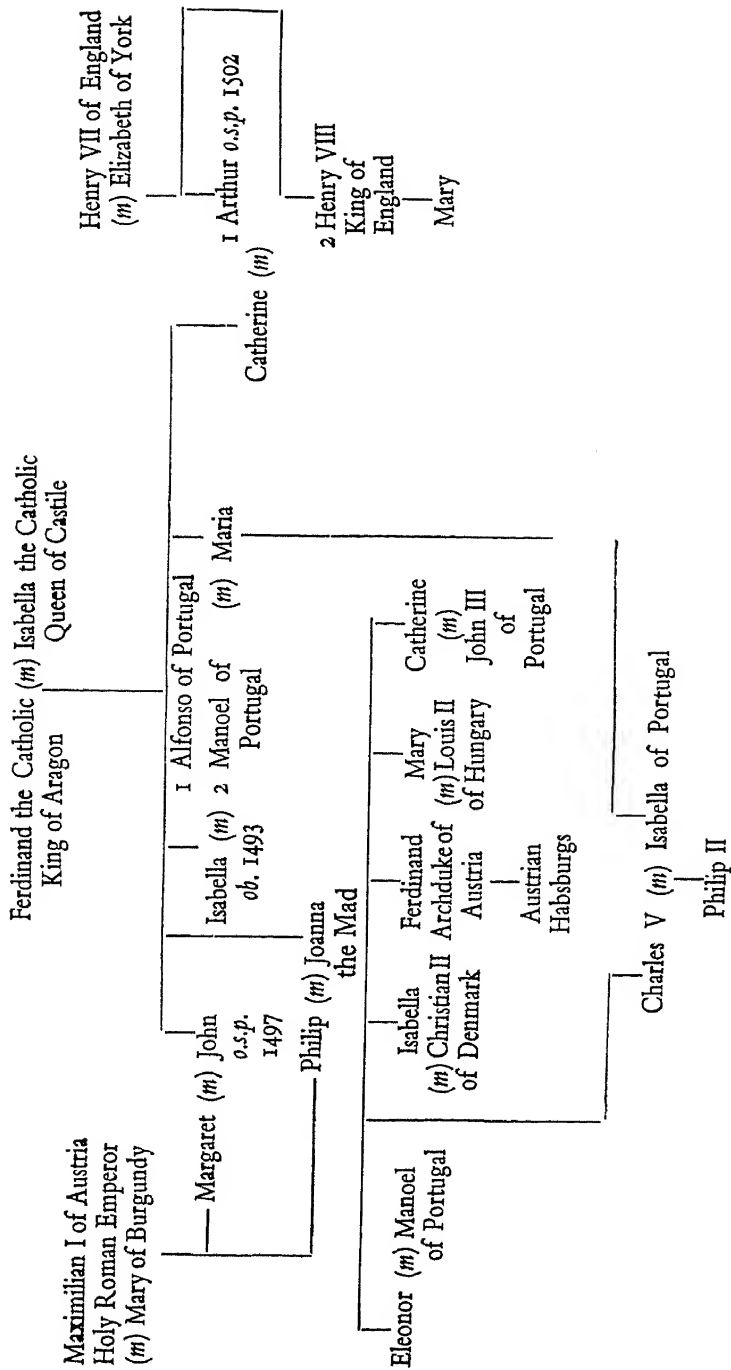 Ferdinand the Catholic (m) Isabella the Catholic
King of Aragon
Queen of Castile
Maximilian I of Austria
Holy Roman Emperor
(m) Mary of Burgundy
Henry VII of England
(m) Elizabeth of York
Margaret (m) John
o.s.p.
1497
Philip (m) Joanna
the Mad
Isabella (m)
ob. 1493
1 Alfonso of Portugal
2 Manoel of
Portugal
(m) Maria
Catherine (m)
1 Arthur o.s.p. 1502
2 Henry VIII
King of
England
Mary
Eleonor (m) Manoel
of Portugal
Isabella
(m) Christian II
of Denmark
Ferdinand
Archduke of
Austria
Austrian
Habsburgs
Mary
(m) Louis II
of Hungary
Catherine
(m)
John III
of
Portugal
Charles V (m) Isabella of Portugal
Philip II